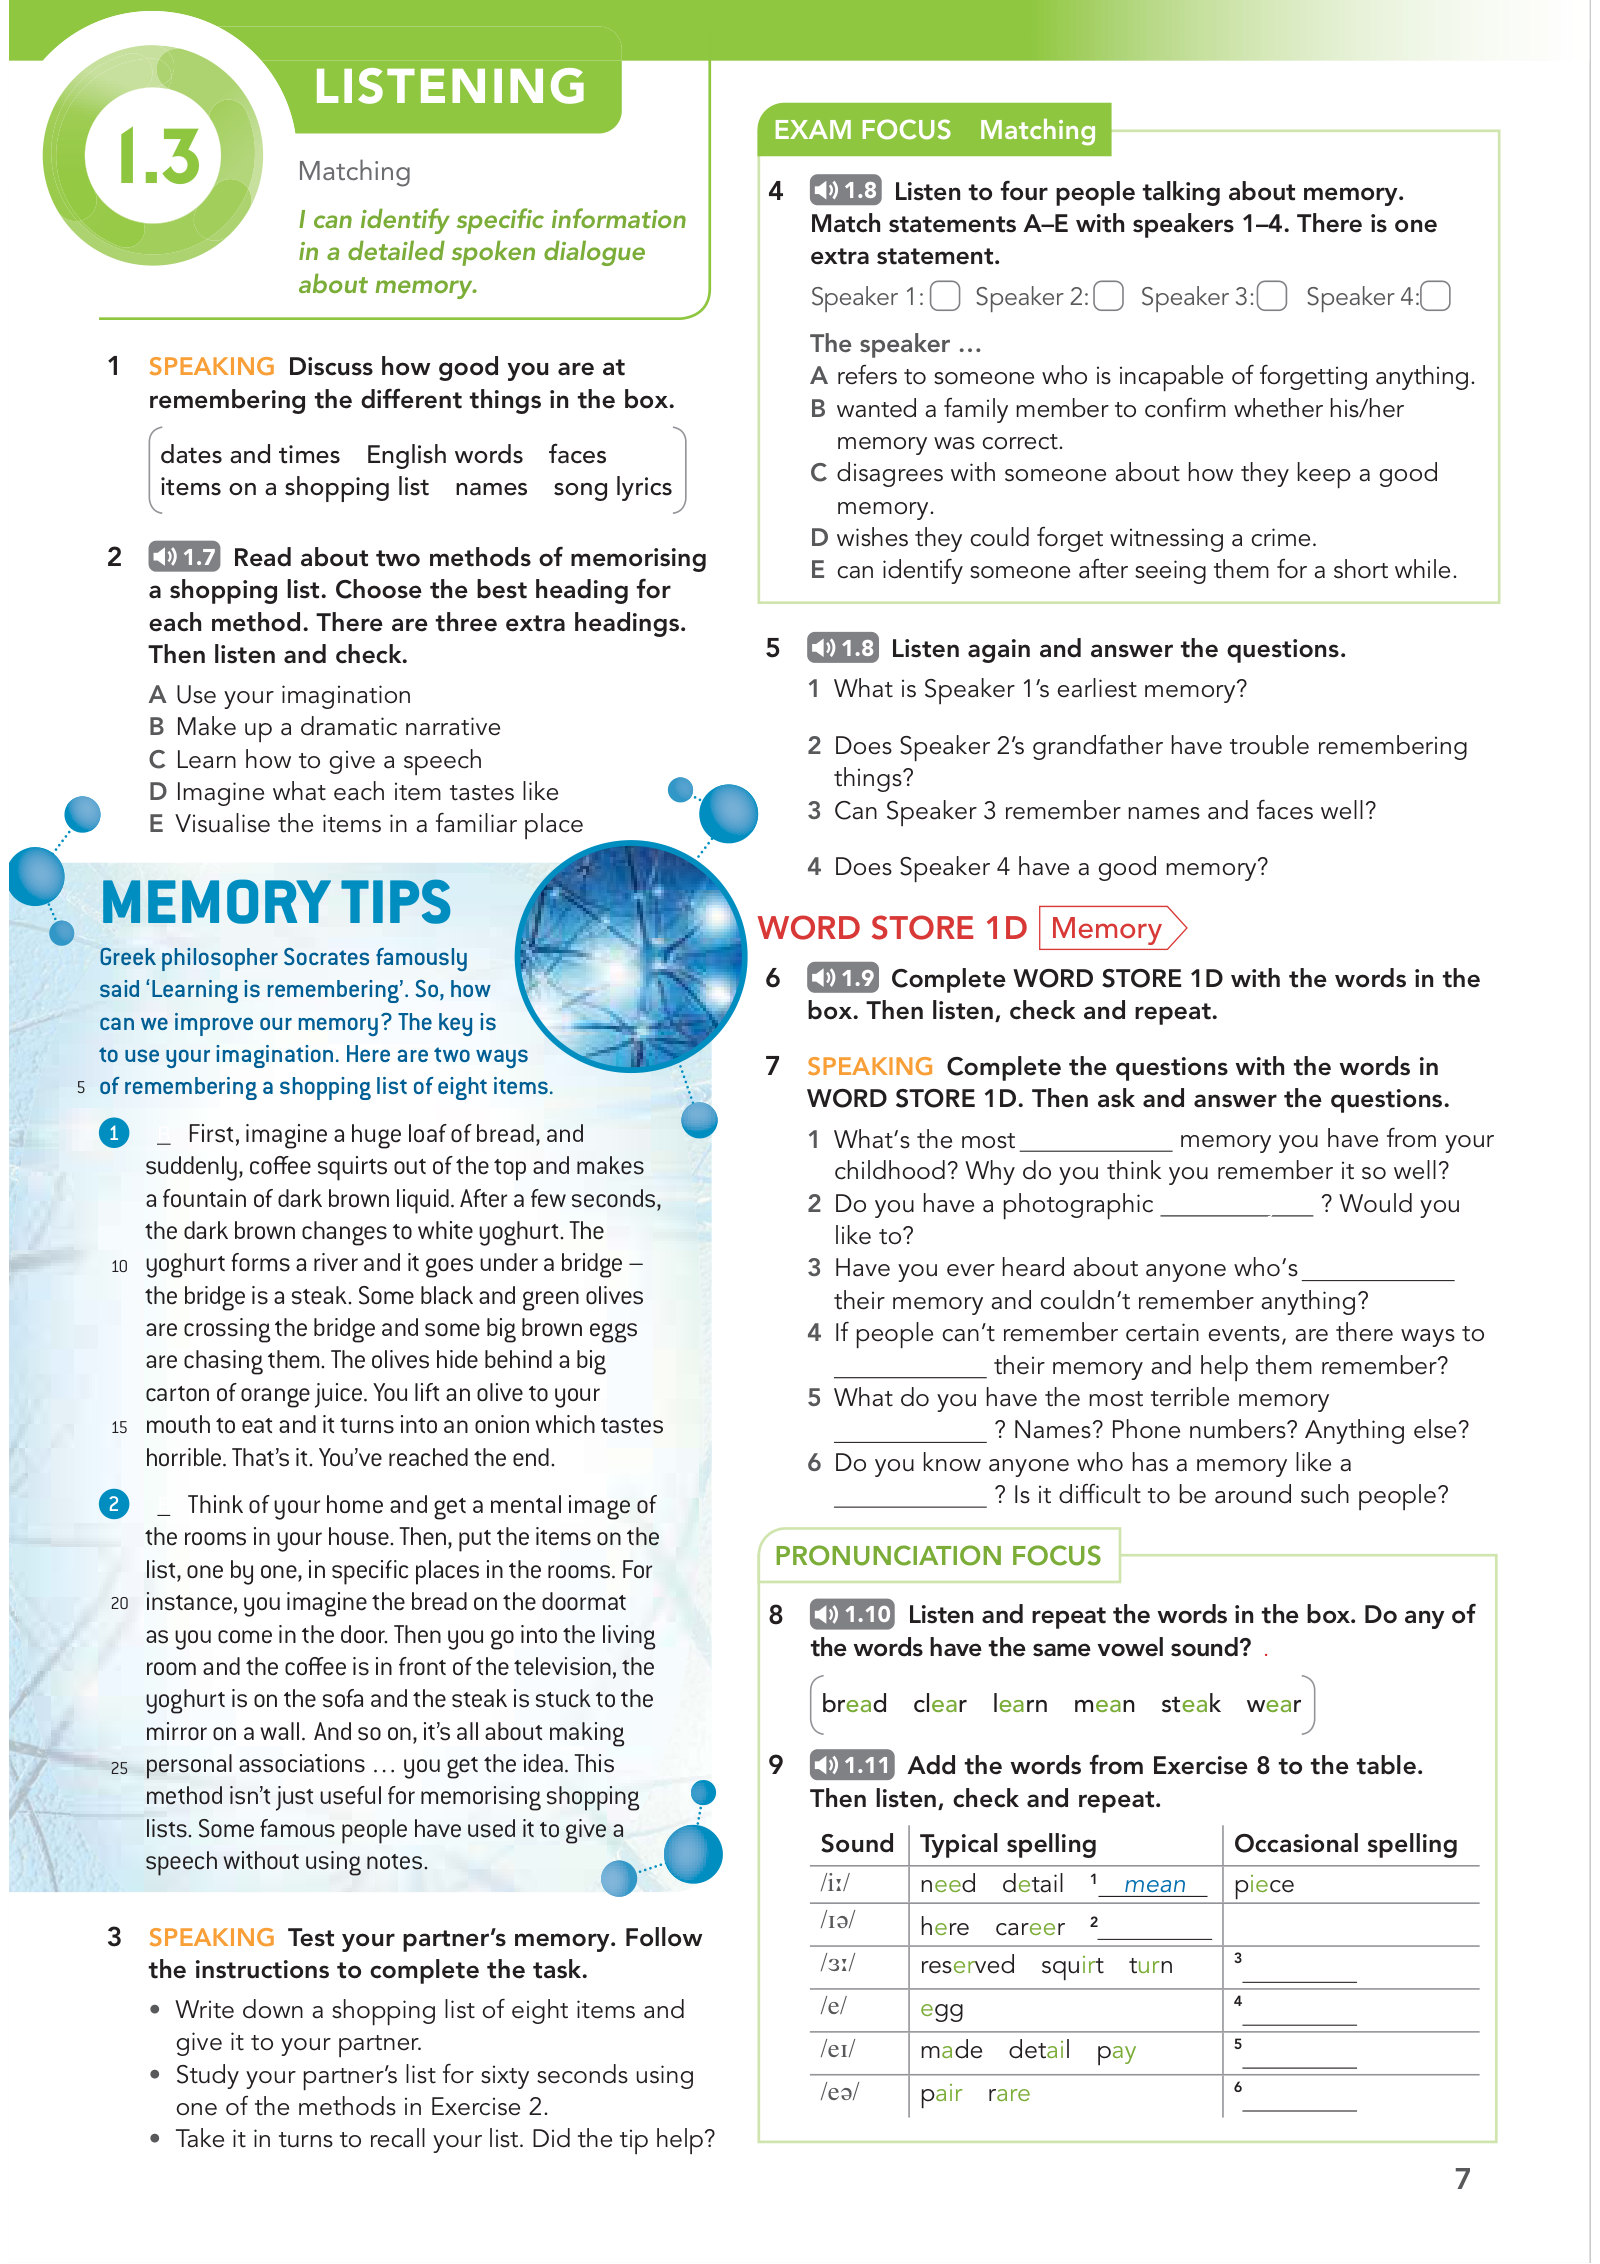 LISTENING
1.3
Matching
I can identify specific information
in a detailed spoken dialogue
about memory.
1 SPEAKING Discuss how good you are at
remembering the different things in the box.
dates and times English words faces
items on a shopping list names song lyrics
2 1.7 Read about two methods of memorising
a shopping list. Choose the best heading for
each method. There are three extra headings.
Then listen and check.
A Use your imagination
B Make up a dramatic narrative
C Learn how to give a speech
D Imagine what each item tastes like
E Visualise the items in a familiar place
MEMORY TIPS
Greek philosopher Socrates famously
said ‘Learning is remembering’. So, how
can we improve our memory? The key is
to use your imagination. Here are two ways
5 of remembering a shopping list of eight items.
1 _ First, imagine a huge loaf of bread, and
suddenly, coffee squirts out of the top and makes
a fountain of dark brown liquid. After a few seconds,
the dark brown changes to white yoghurt. The
10 yoghurt forms a river and it goes under a bridge –
the bridge is a steak. Some black and green olives
are crossing the bridge and some big brown eggs
are chasing them. The olives hide behind a big
carton of orange juice. You lift an olive to your
15 mouth to eat and it turns into an onion which tastes
horrible. That’s it. You’ve reached the end.
2 _ Think of your home and get a mental image of
the rooms in your house. Then, put the items on the
list, one by one, in specific places in the rooms. For
20 instance, you imagine the bread on the doormat
as you come in the door. Then you go into the living
room and the coffee is in front of the television, the
yoghurt is on the sofa and the steak is stuck to the
mirror on a wall. And so on, it’s all about making
25 personal associations … you get the idea. This
method isn’t just useful for memorising shopping
lists. Some famous people have used it to give a
speech without using notes.
3 SPEAKING Test your partner’s memory. Follow
the instructions to complete the task.
• Write down a shopping list of eight items and
give it to your partner.
• Study your partner’s list for sixty seconds using
one of the methods in Exercise 2.
• Take it in turns to recall your list. Did the tip help?
EXAM FOCUS Matching
4 1.8 Listen to four people talking about memory.
Match statements A–E with speakers 1–4. There is one
extra statement.
Speaker 1: Speaker 2: Speaker 3: Speaker 4:
The speaker …
A refers to someone who is incapable of forgetting anything.
B wanted a family member to confirm whether his/her
memory was correct.
C disagrees with someone about how they keep a good
memory.
D wishes they could forget witnessing a crime.
E can identify someone after seeing them for a short while.
5 1.8 Listen again and answer the questions.
1 What is Speaker 1’s earliest memory?
2 Does Speaker 2’s grandfather have trouble remembering
things?
3 Can Speaker 3 remember names and faces well?
4 Does Speaker 4 have a good memory?
WORD STORE 1D Memory
6 1.9 Complete WORD STORE 1D with the words in the
box. Then listen, check and repeat.
7 SPEAKING Complete the questions with the words in
WORD STORE 1D. Then ask and answer the questions.
1 What’s the most ____________ memory you have from your
childhood? Why do you think you remember it so well?
2 Do you have a photographic ____________ ? Would you
like to?
3 Have you ever heard about anyone who’s ____________
their memory and couldn’t remember anything?
4 If people can’t remember certain events, are there ways to
____________ their memory and help them remember?
5 What do you have the most terrible memory
____________ ? Names? Phone numbers? Anything else?
6 Do you know anyone who has a memory like a
____________ ? Is it difficult to be around such people?
PRONUNCIATION FOCUS
8 1.10 Listen and repeat the words in the box. Do any of
the words have the same vowel sound? .
bread clear learn mean steak wear
9 1.11 Add the words from Exercise 8 to the table.
Then listen, check and repeat.
Sound Typical spelling Occasional spelling
/iː/ need detail 1 mean piece
/ɪə/ here career 2 ________
/ɜː/ reserved squirt turn 3 ________
/e/ egg 4 ________
/eɪ/ made detail pay 5 ________
/eə/ pair rare 6 ________
7